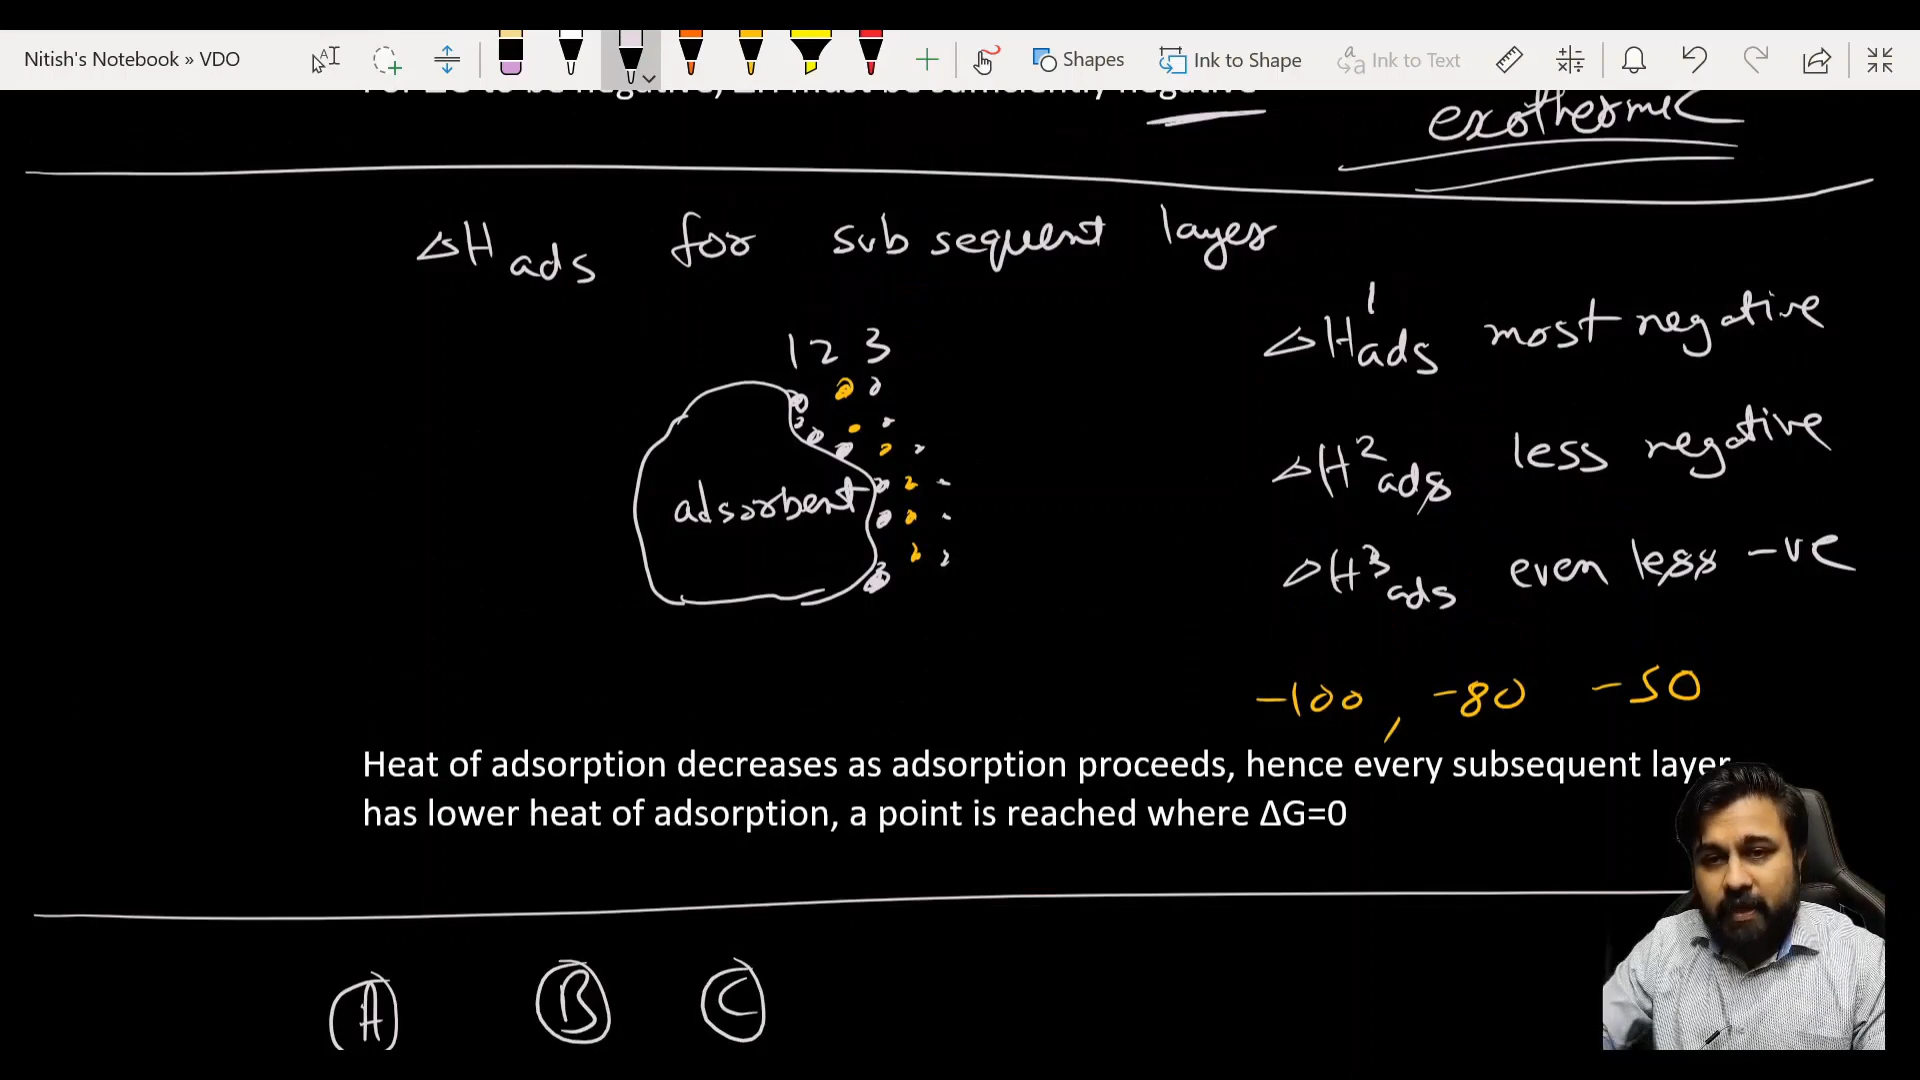 Nitish's Notebook » VDO
Shapes
Ink to Shape
Ink to Text
negative
exothermic
ΔH ads for subsequent layer
1 2 3
adsorbent
ΔH¹ads most negative
ΔH²ads less negative
ΔH³ads even less -ve
-100, -80 -50
Heat of adsorption decreases as adsorption proceeds, hence every subsequent layer
has lower heat of adsorption, a point is reached where ΔG=0
A B C